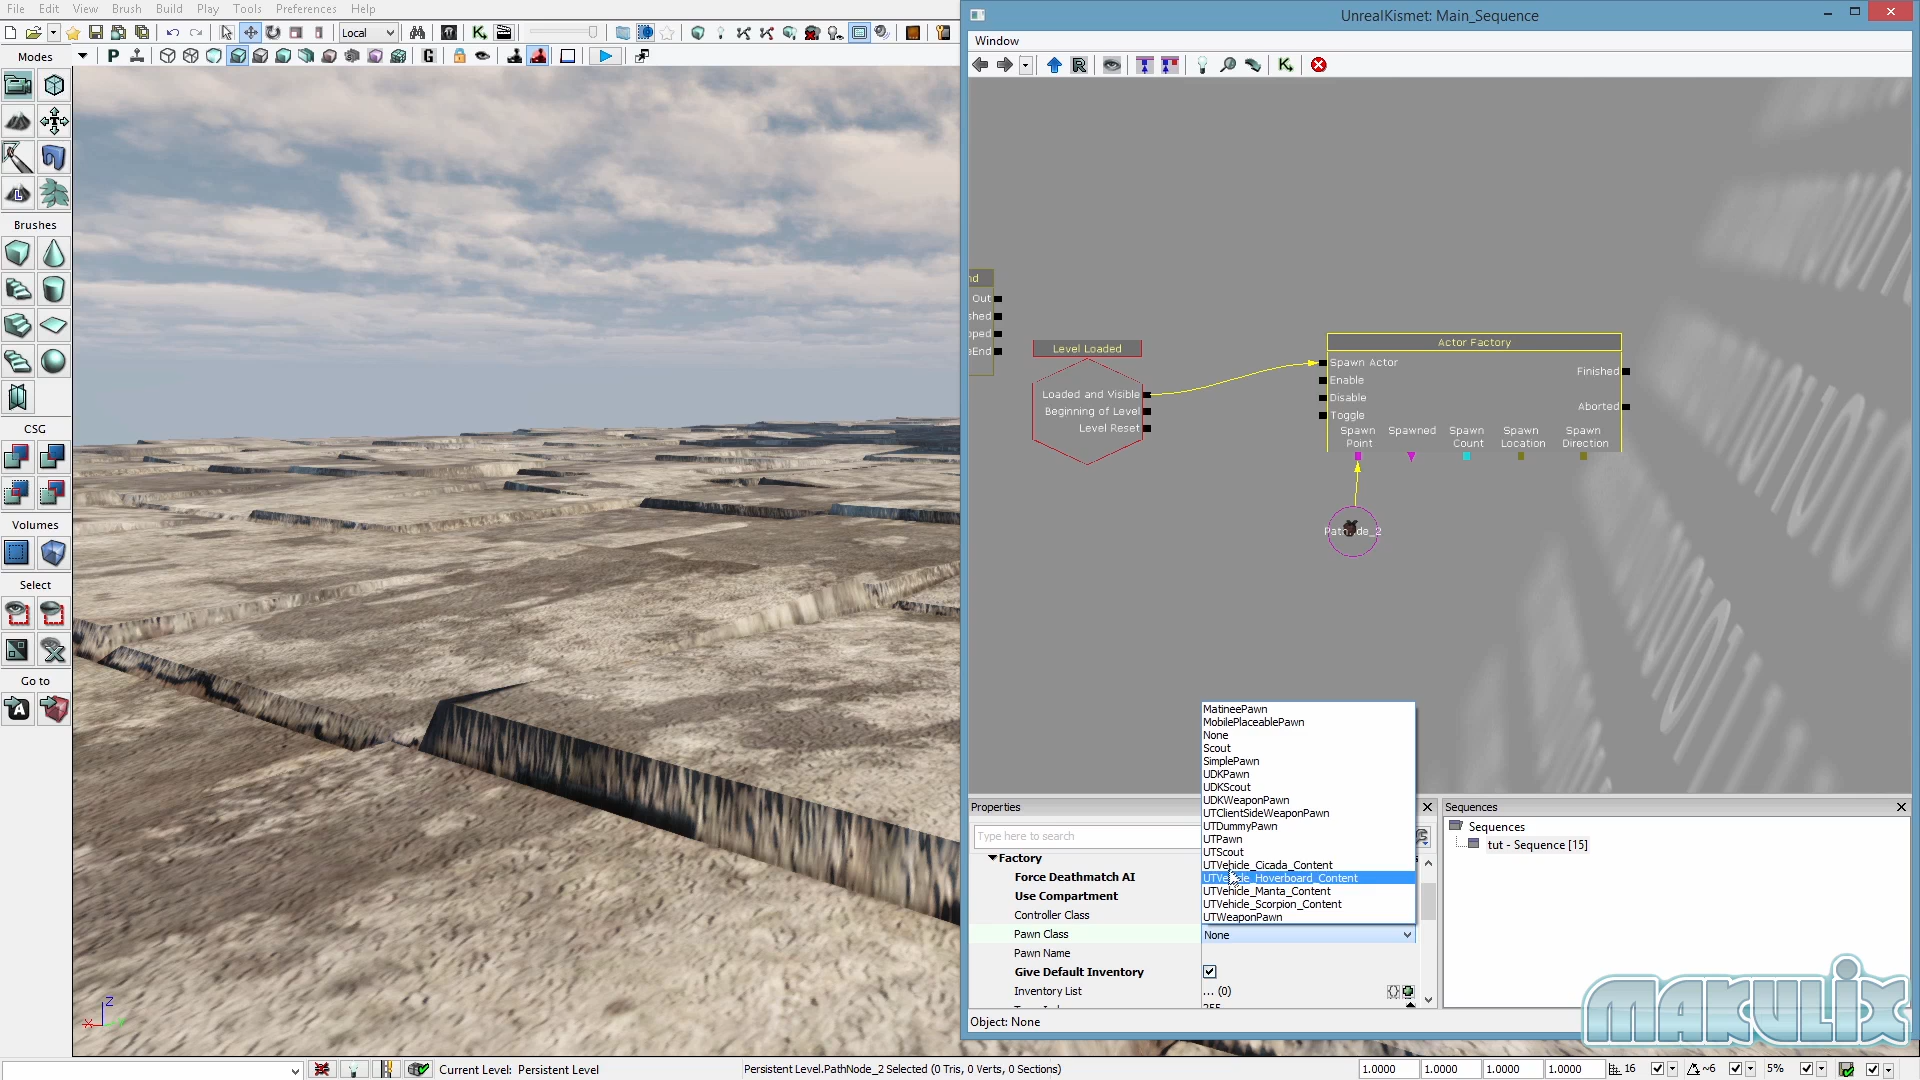 File Edit View Brush Build Play Tools Preferences Help
Local
Modes
Brushes
CSG
Volumes
Select
Go to
UnrealKismet: Main_Sequence
Window
Out
Level Loaded
Loaded and Visible
Beginning of Level
Level Reset
Actor Factory
Spawn Actor
Enable
Disable
Toggle
Finished
Aborted
Spawn Point
Spawned
Spawn Count
Spawn Location
Spawn Direction
MatineePawn
MobilePlaceablePawn
None
Scout
SimplePawn
UDKPawn
UDKScout
UDKWeaponPawn
UTClientSideWeaponPawn
UTDummyPawn
UTPawn
UTScout
UTVehicle_Cicada_Content
UTVehicle_Hoverboard_Content
UTVehicle_Manta_Content
UTVehicle_Scorpion_Content
UTWeaponPawn
Properties
Type here to search
Factory
Force Deathmatch AI
Use Compartment
Controller Class
Pawn Class
None
Pawn Name
Give Default Inventory
Inventory List
... (0)
Object: None
Sequences
Sequences
tut - Sequence [15]
MAKULIX
Current Level: Persistent Level
Persistent Level.PathNode_2 Selected (0 Tris, 0 Verts, 0 Sections)
1.0000 1.0000 1.0000 1.0000
16
~6
5%